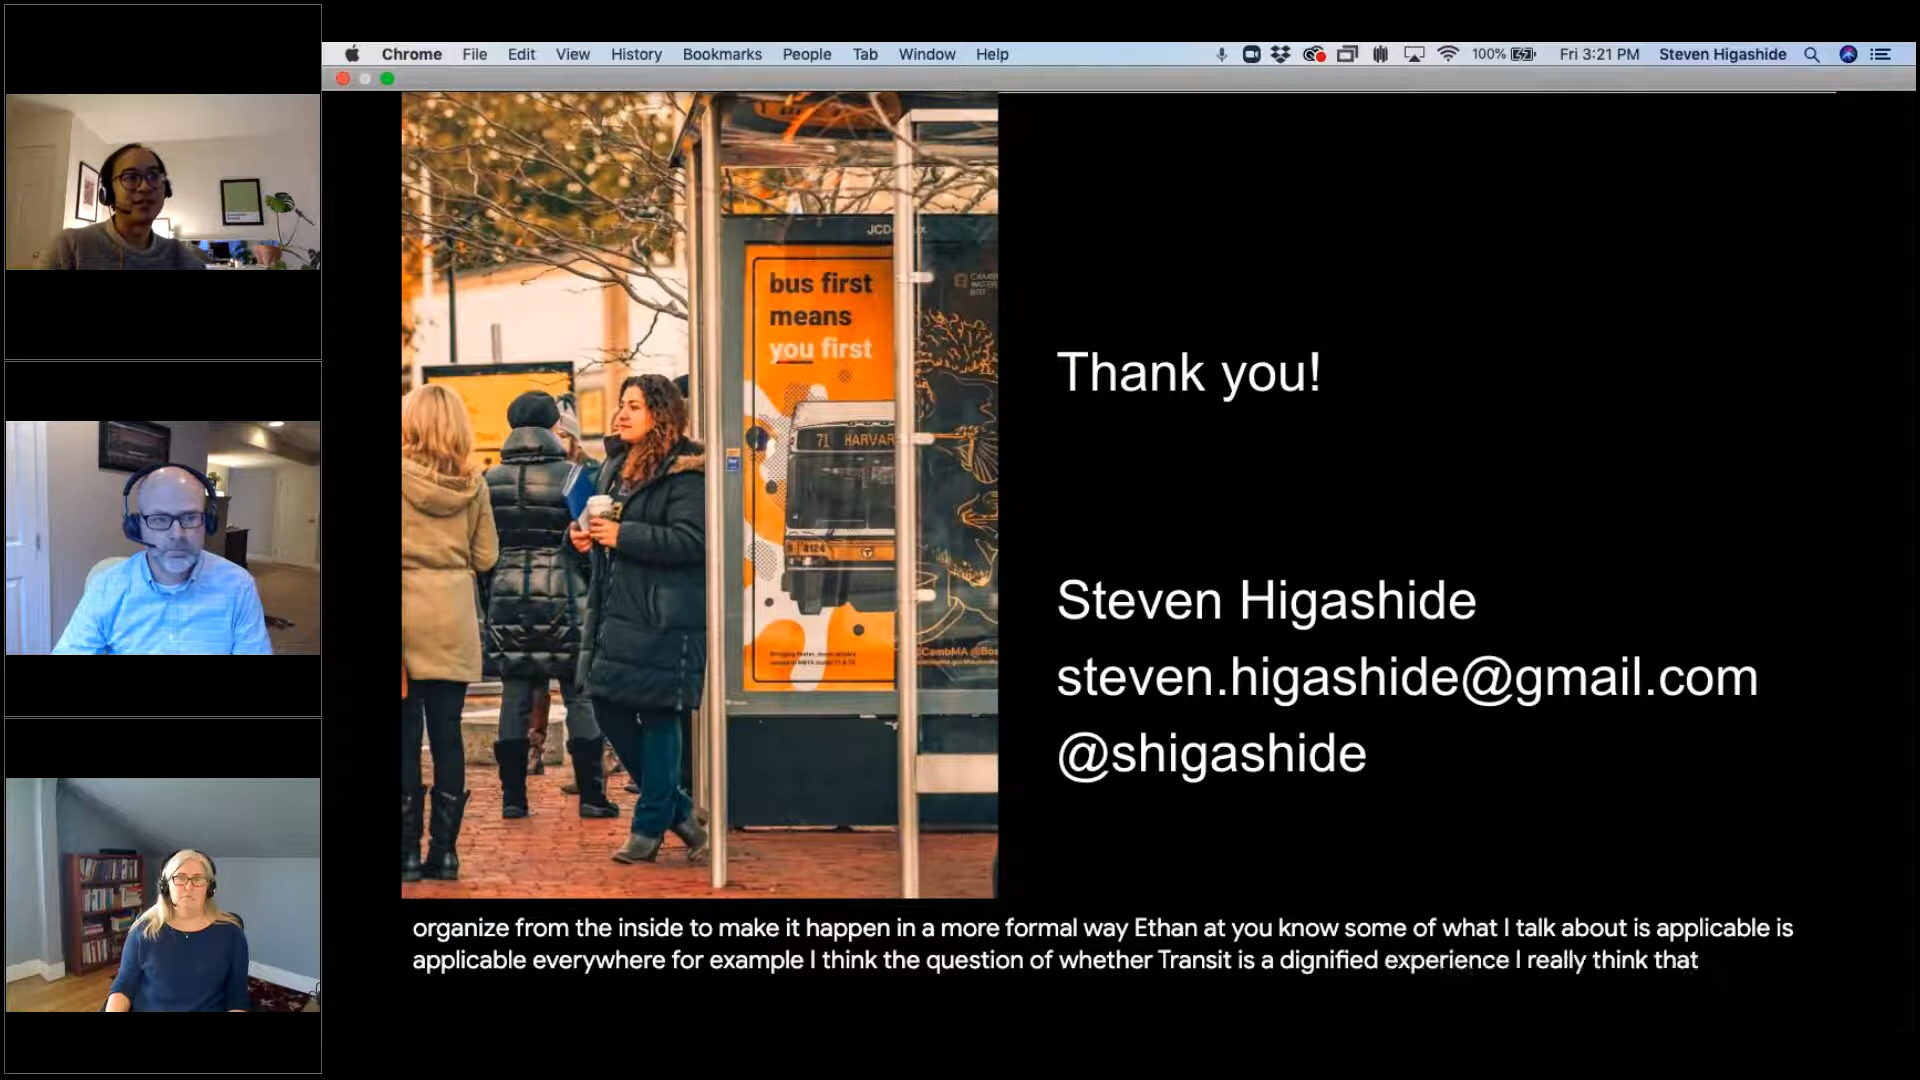 Chrome File Edit View History Bookmarks People Tab Window Help 100% Fri 3:21 PM Steven Higashide
bus first
means
you first
71 HARVAR
4124
Thank you!
Steven Higashide
steven.higashide@gmail.com
@shigashide
organize from the inside to make it happen in a more formal way Ethan at you know some of what I talk about is applicable is
applicable everywhere for example I think the question of whether Transit is a dignified experience I really think that